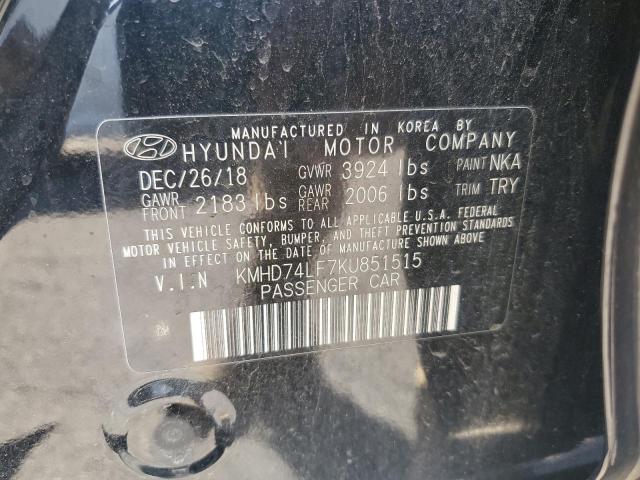 MANUFACTURED IN KOREA BY
HYUNDAI MOTOR COMPANY
DEC/26/18 GVWR 3924 lbs PAINT NKA
GAWR FRONT 2183 lbs GAWR REAR 2006 lbs TRIM TRY
THIS VEHICLE CONFORMS TO ALL APPLICABLE U.S.A. FEDERAL
MOTOR VEHICLE SAFETY, BUMPER, AND THEFT PREVENTION STANDARDS
IN EFFECT ON THE DATE OF MANUFACTURE SHOWN ABOVE.
V.I.N KMHD74LF7KU851515
PASSENGER CAR